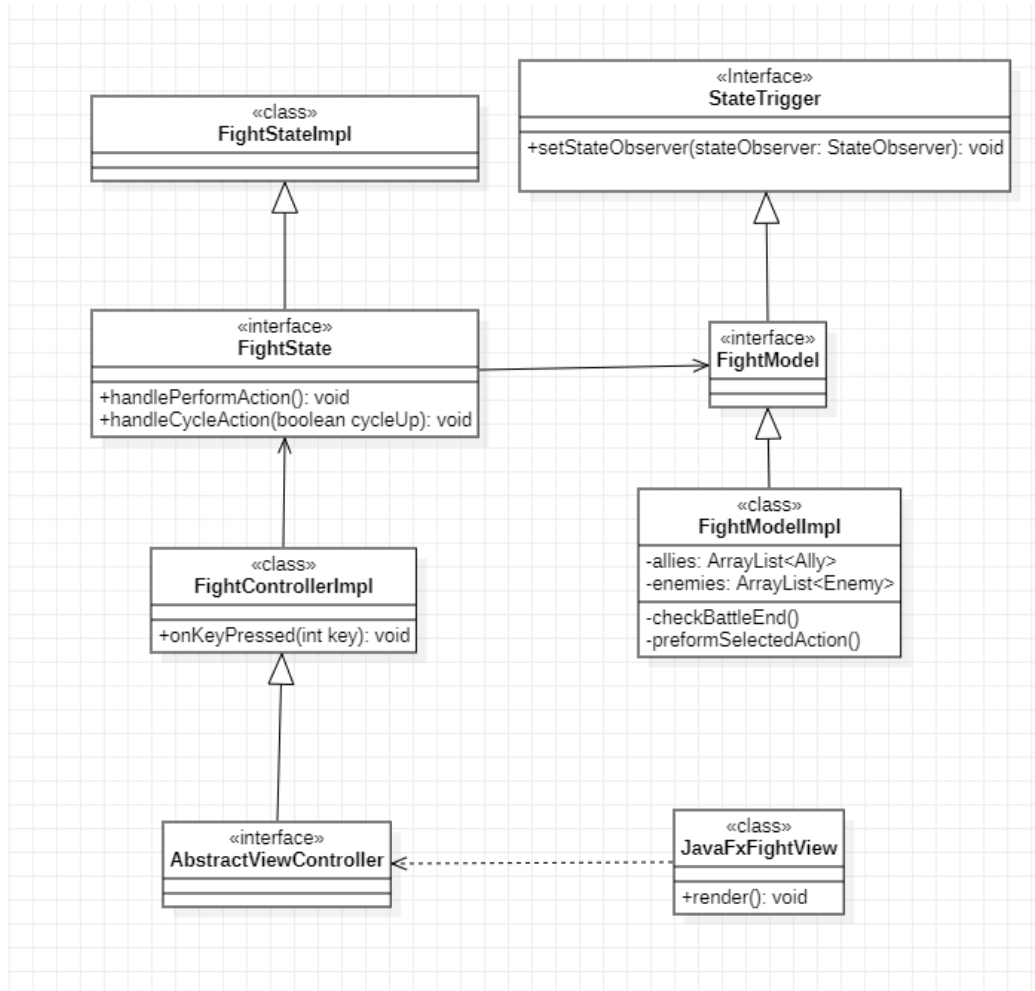 «class»
FightStateImpl
«Interface»
StateTrigger
+setStateObserver(stateObserver: StateObserver): void
«interface»
FightState
+handlePerformAction(): void
+handleCycleAction(boolean cycleUp): void
«interface»
FightModel
«class»
FightModelImpl
-allies: ArrayList<Ally>
-enemies: ArrayList<Enemy>
-checkBattleEnd()
-preformSelectedAction()
«class»
FightControllerImpl
+onKeyPressed(int key): void
«interface»
AbstractViewController
«class»
JavaFxFightView
+render(): void